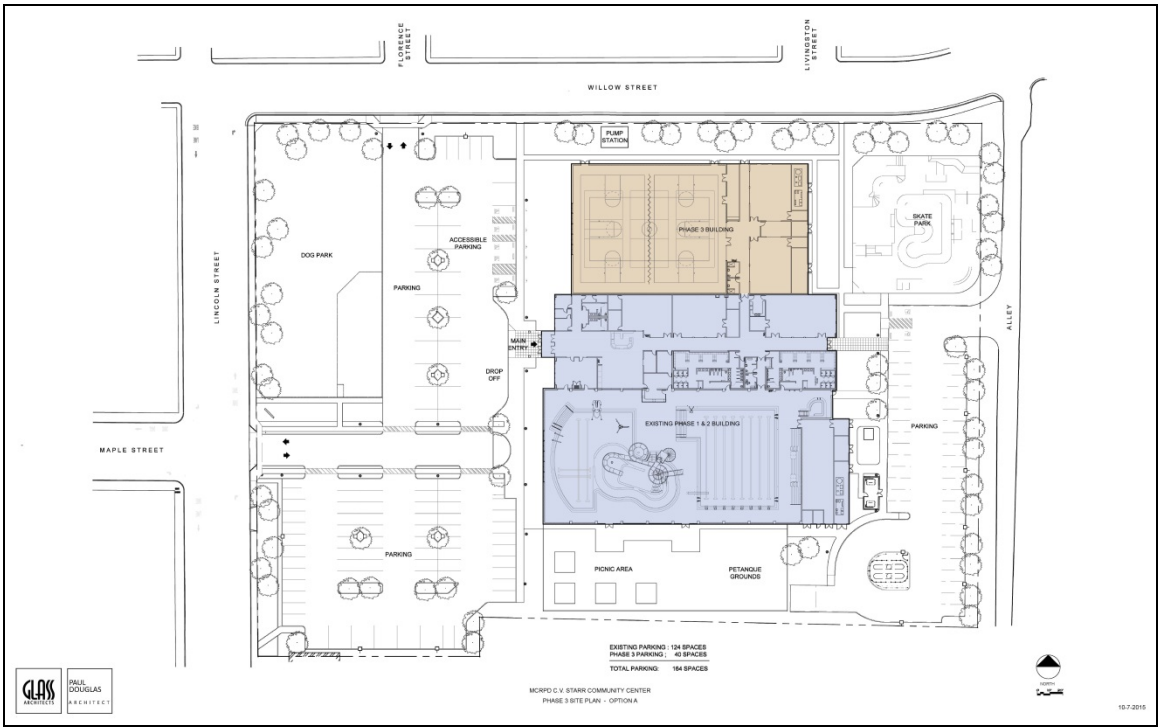 FLORENCE
STREET
LIVINGSTON
STREET
WILLOW STREET
PUMP
STATION
SKATE
PARK
PHASE 3 BUILDING
ACCESSIBLE
PARKING
DOG PARK
PARKING
LINCOLN STREET
ALLEY
MAIN
ENTRY
DROP
OFF
EXISTING PHASE 1 & 2 BUILDING
PARKING
MAPLE STREET
PARKING
PICNIC AREA
PETANQUE
GROUNDS
EXISTING PARKING : 124 SPACES
PHASE 3 PARKING ; 40 SPACES
TOTAL PARKING: 164 SPACES
GLASS
ARCHITECTS
PAUL
DOUGLAS
ARCHITECT
MCRPD C.V. STARR COMMUNITY CENTER
PHASE 3 SITE PLAN - OPTION A
NORTH
10-7-2015